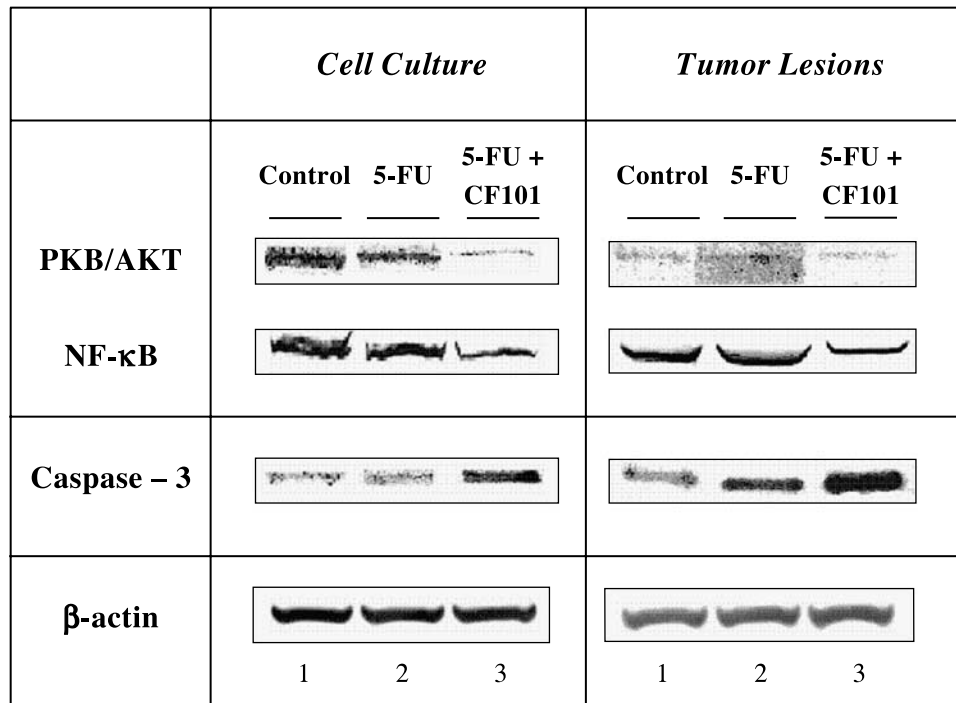 Cell Culture Tumor Lesions
Control 5-FU 5-FU +
CF101
Control 5-FU 5-FU +
CF101
PKB/AKT
NF-κB
Caspase – 3
β-actin
1 2 3 1 2 3